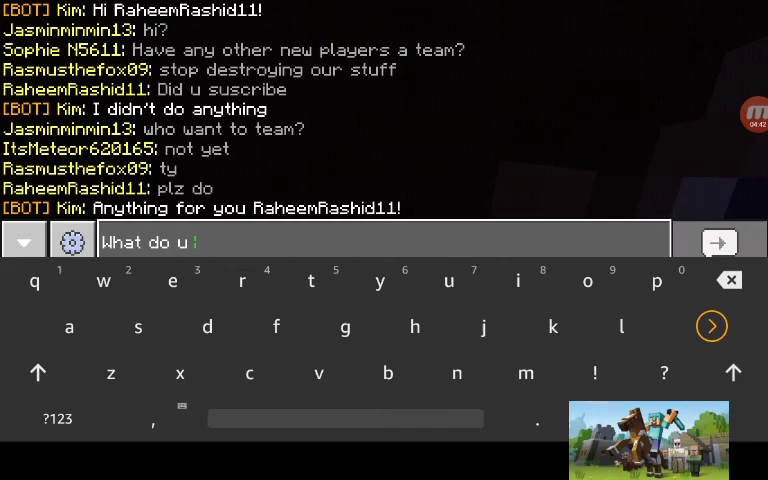 [BOT] Kim: Hi RaheemRashid11!
Jasminminmin13: hi?
Sophie N5611: Have any other new players a team?
Rasmusthefox09: stop destroying our stuff
RaheemRashid11: Did u suscribe
[BOT] Kim: I didn't do anything
Jasminminmin13: who want to team?
ItsMeteor620165: not yet
Rasmusthefox09: ty
RaheemRashid11: plz do
[BOT] Kim: Anything for you RaheemRashid11!
04:42
What do u
1 2 3 4 5 6 7 8 9 0
q w e r t y u i o p
a s d f g h j k l
z x c v b n m ! ?
?123 , .